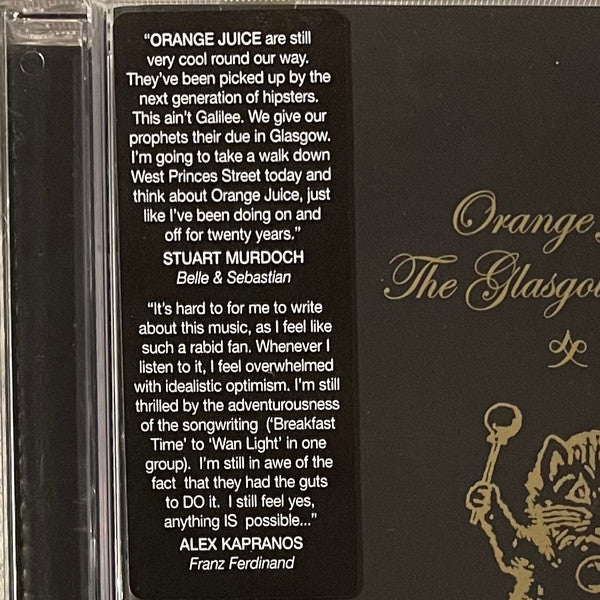 “ORANGE JUICE are still
very cool round our way.
They’ve been picked up by the
next generation of hipsters.
This ain’t Galilee. We give our
prophets their due in Glasgow.
I’m going to take a walk down
West Princes Street today and
think about Orange Juice, just
like I’ve been doing on and
off for twenty years.”
STUART MURDOCH
Belle & Sebastian
“It’s hard to for me to write
about this music, as I feel like
such a rabid fan. Whenever I
listen to it, I feel overwhelmed
with idealistic optimism. I’m still
thrilled by the adventurousness
of the songwriting (‘Breakfast
Time’ to ‘Wan Light’ in one
group). I’m still in awe of the
fact that they had the guts
to DO it. I still feel yes,
anything IS possible...”
ALEX KAPRANOS
Franz Ferdinand
Orange
The